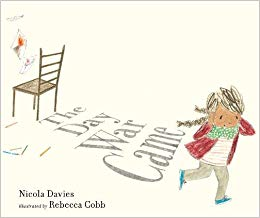 The
Day
War
Came
Nicola Davies
illustrated by Rebecca Cobb